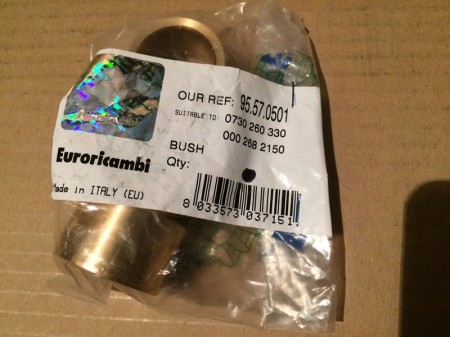 OUR REF: 95.57.0501
SUITABLE TO: 0730 260 330
000 268 2150
BUSH
Qty:
Euroricambi
Made in ITALY (EU)
8 033573 037151